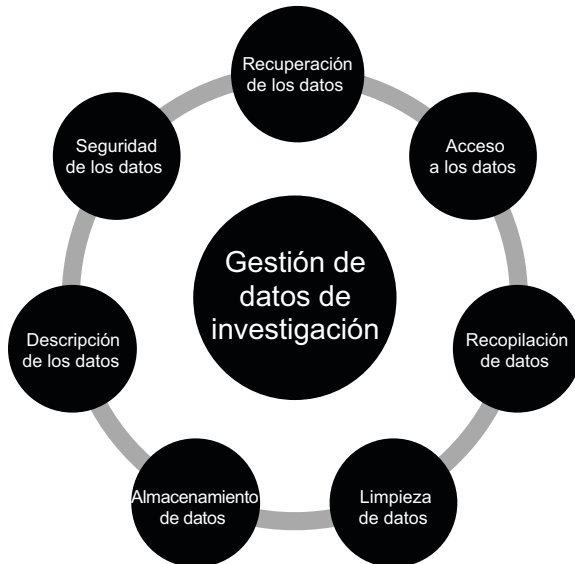 Recuperación
de los datos
Acceso
a los datos
Recopilación
de datos
Limpieza
de datos
Almacenamiento
de datos
Descripción
de los datos
Seguridad
de los datos
Gestión de
datos de
investigación